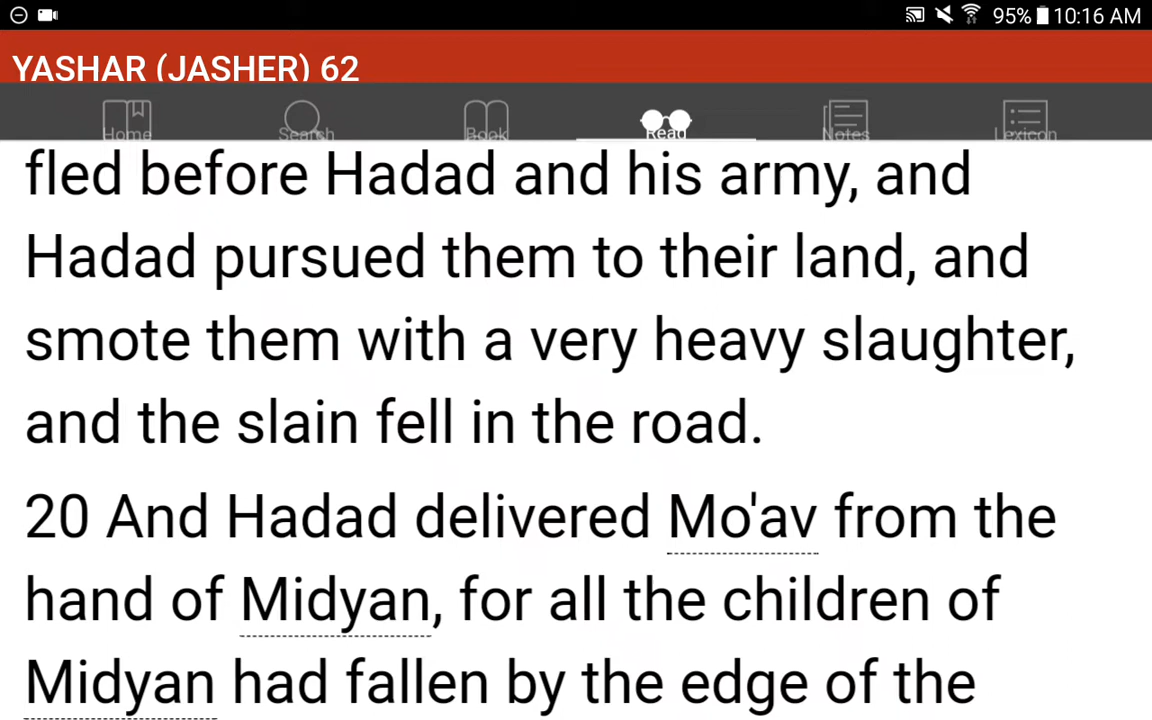 95% 10:16 AM
YASHAR (JASHER) 62
Home Search Book Read Notes Lexicon
fled before Hadad and his army, and
Hadad pursued them to their land, and
smote them with a very heavy slaughter,
and the slain fell in the road.
20 And Hadad delivered Mo'av from the
hand of Midyan, for all the children of
Midyan had fallen by the edge of the